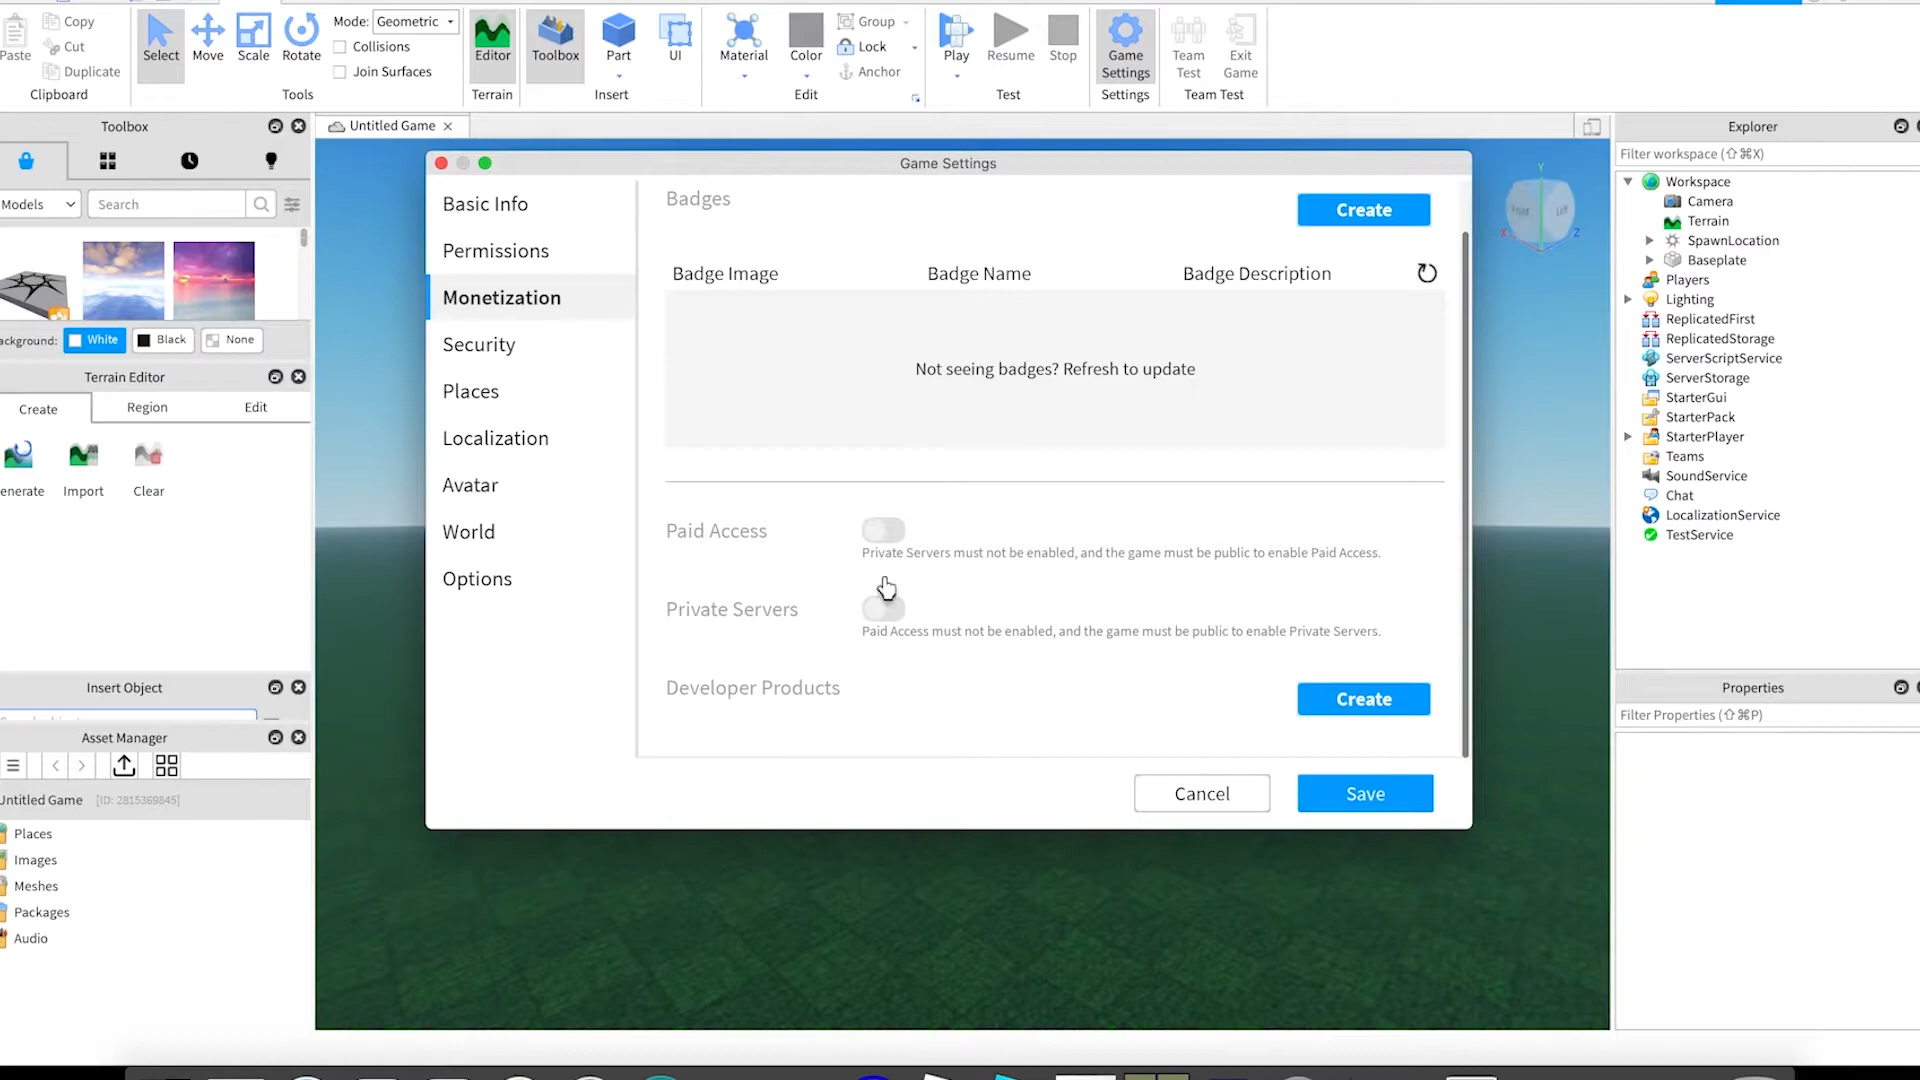 Paste
Copy
Cut
Duplicate
Clipboard
Select
Move
Scale
Rotate
Mode: Geometric
Collisions
Join Surfaces
Tools
Editor
Terrain
Toolbox
Part
UI
Insert
Material
Color
Group
Lock
Anchor
Edit
Play
Resume
Stop
Test
Game Settings
Settings
Team Test
Exit Game
Team Test
Toolbox
Models
Search
ackground: White Black None
Terrain Editor
Create Region Edit
enerate Import Clear
Insert Object
Asset Manager
Untitled Game [ID: 2815369845]
Places
Images
Meshes
Packages
Audio
Untitled Game
Game Settings
Basic Info
Permissions
Monetization
Security
Places
Localization
Avatar
World
Options
Badges
Create
Badge Image Badge Name Badge Description
Not seeing badges? Refresh to update
Paid Access
Private Servers must not be enabled, and the game must be public to enable Paid Access.
Private Servers
Paid Access must not be enabled, and the game must be public to enable Private Servers.
Developer Products
Create
Cancel
Save
Y
X
Z
Explorer
Filter workspace (⇧⌘X)
Workspace
Camera
Terrain
SpawnLocation
Baseplate
Players
Lighting
ReplicatedFirst
ReplicatedStorage
ServerScriptService
ServerStorage
StarterGui
StarterPack
StarterPlayer
Teams
SoundService
Chat
LocalizationService
TestService
Properties
Filter Properties (⇧⌘P)